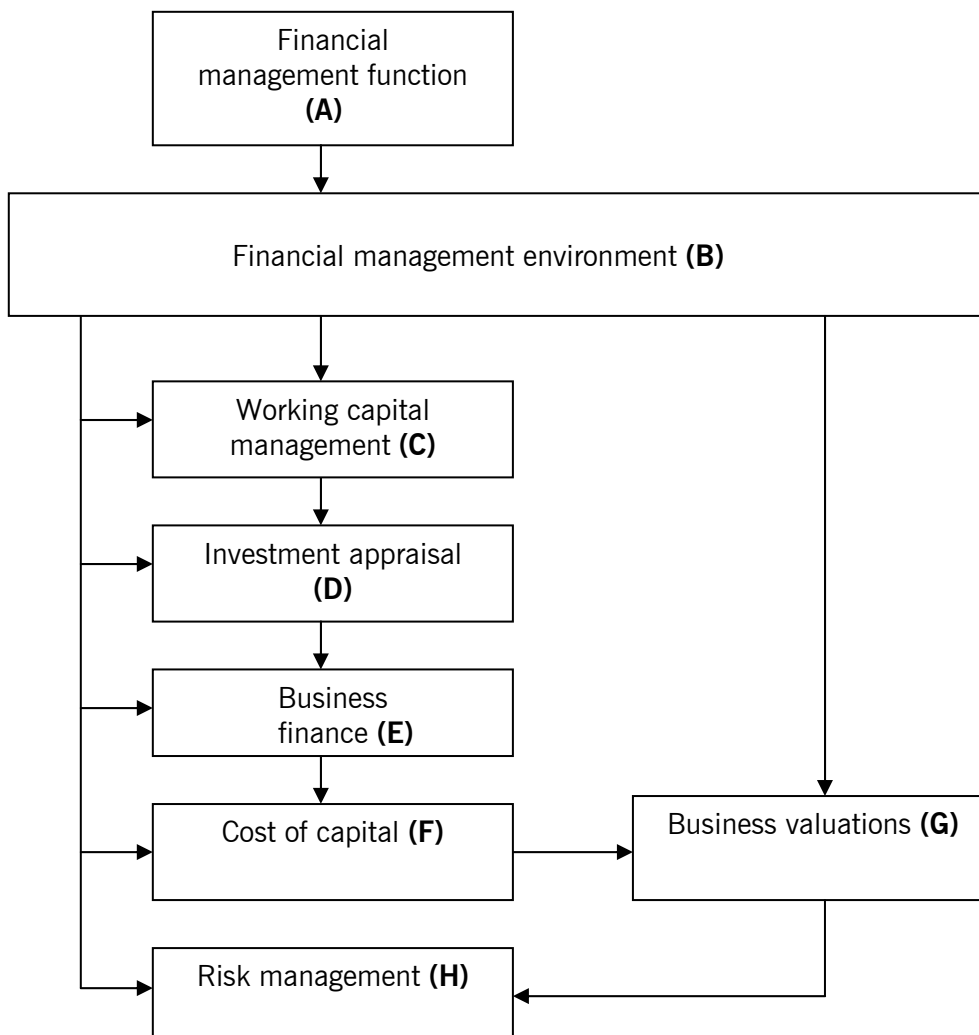 Financial
management function
(A)
Financial management environment (B)
Working capital
management (C)
Investment appraisal
(D)
Business
finance (E)
Cost of capital (F)
Business valuations (G)
Risk management (H)